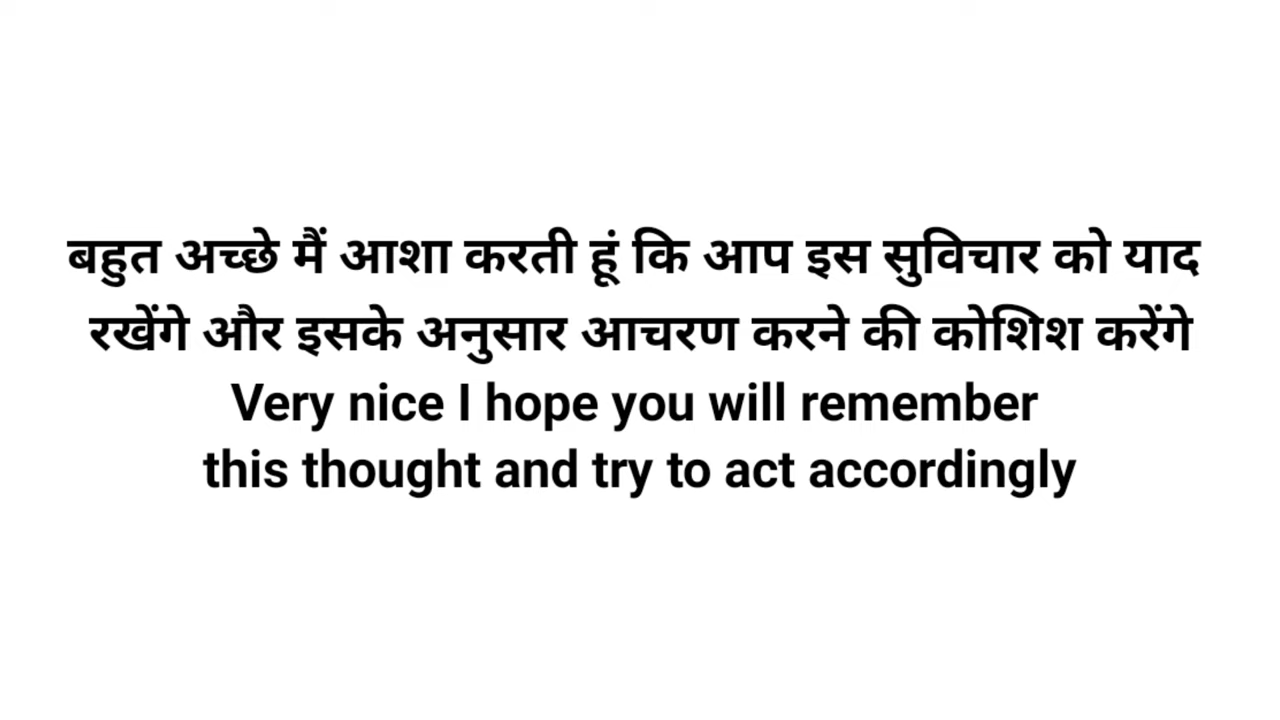 बहुत अच्छे मैं आशा करती हूं कि आप इस सुविचार को याद
रखेंगे और इसके अनुसार आचरण करने की कोशिश करेंगे
Very nice I hope you will remember
this thought and try to act accordingly